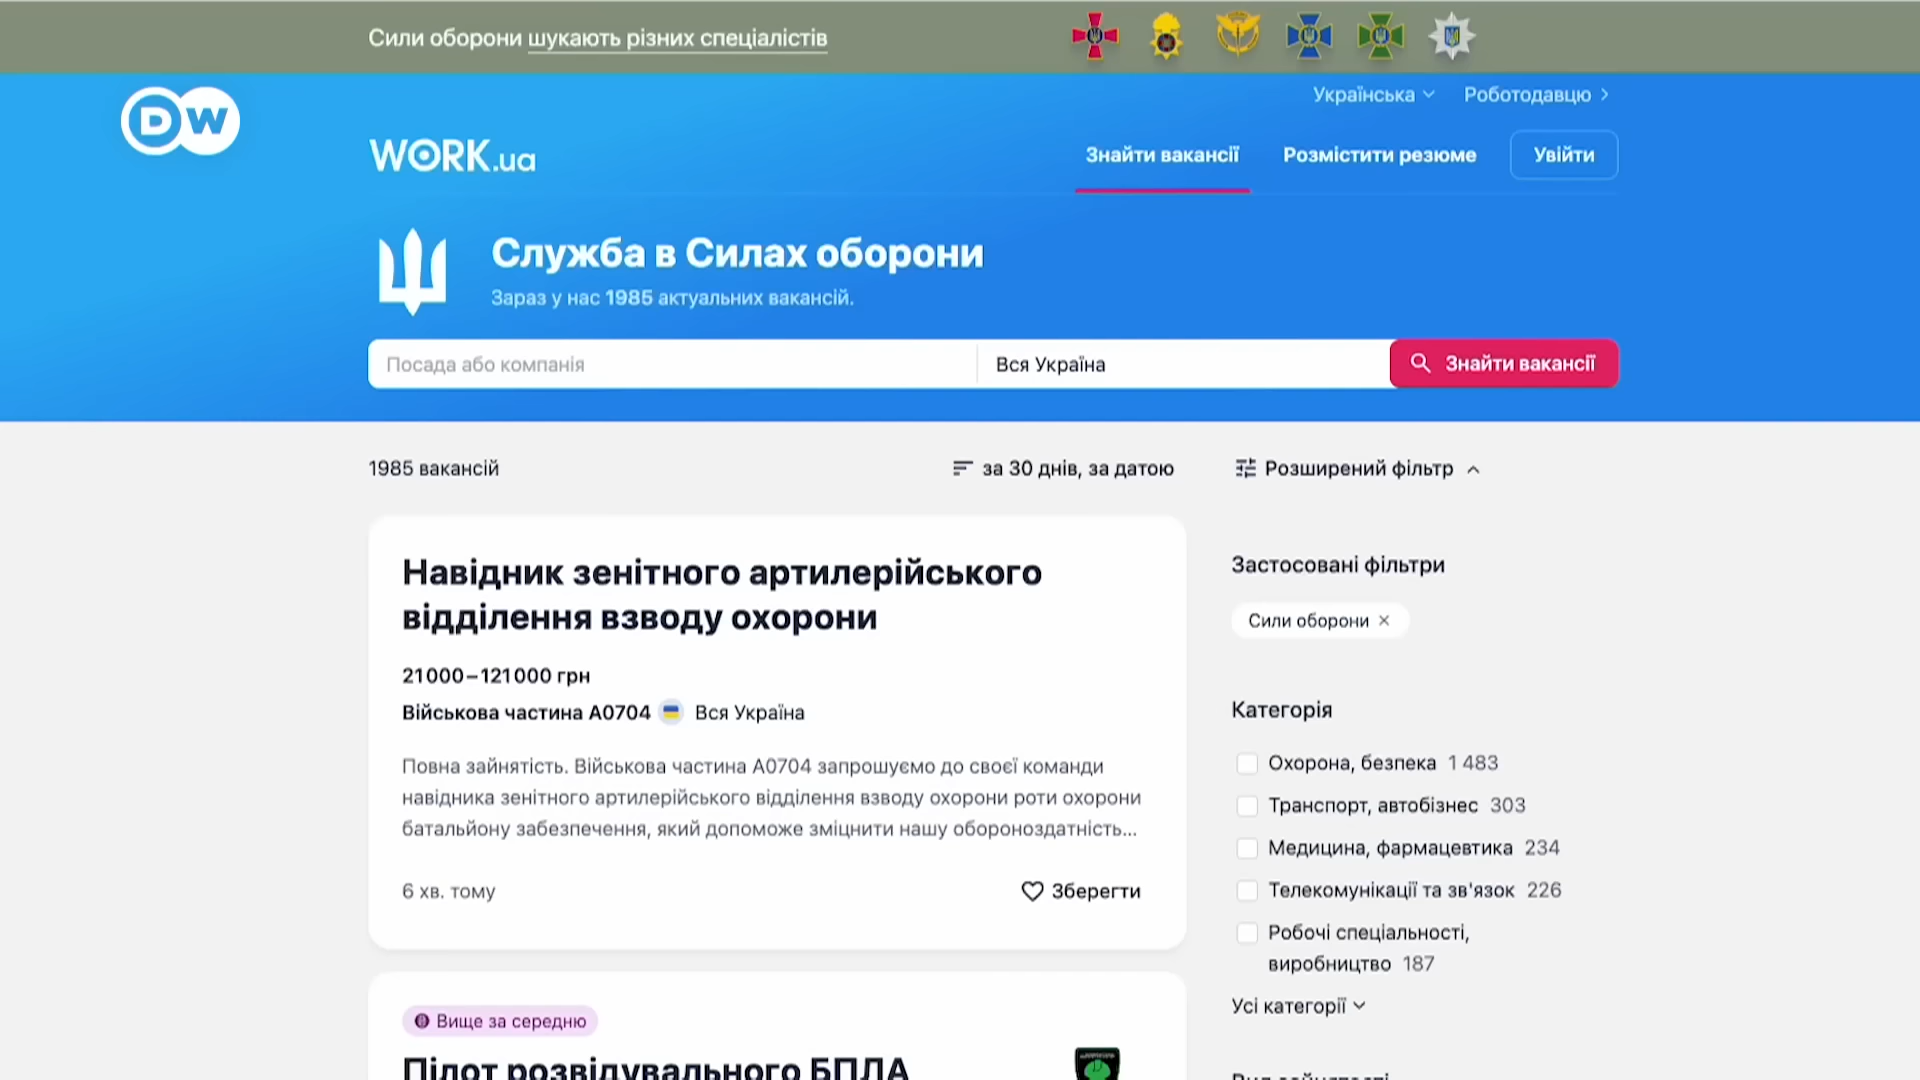 Сили оборони шукають різних спеціалістів
DW
Українська
Роботодавцю
WORK.ua
Знайти вакансії
Розмістити резюме
Увійти
Служба в Силах оборони
Зараз у нас 1985 актуальних вакансій.
Посада або компанія
Вся Україна
Знайти вакансії
1985 вакансій
за 30 днів, за датою
Розширений фільтр
Навідник зенітного артилерійського
відділення взводу охорони
21 000 – 121 000 грн
Військова частина А0704 Вся Україна
Повна зайнятість. Військова частина А0704 запрошуємо до своєї команди
навідника зенітного артилерійського відділення взводу охорони роти охорони
батальйону забезпечення, який допоможе зміцнити нашу обороноздатність...
6 хв. тому
Зберегти
Вище за середню
Пілот розвідувального БПЛА
Застосовані фільтри
Сили оборони ×
Категорія
Охорона, безпека 1 483
Транспорт, автобізнес 303
Медицина, фармацевтика 234
Телекомунікації та зв'язок 226
Робочі спеціальності,
виробництво 187
Усі категорії